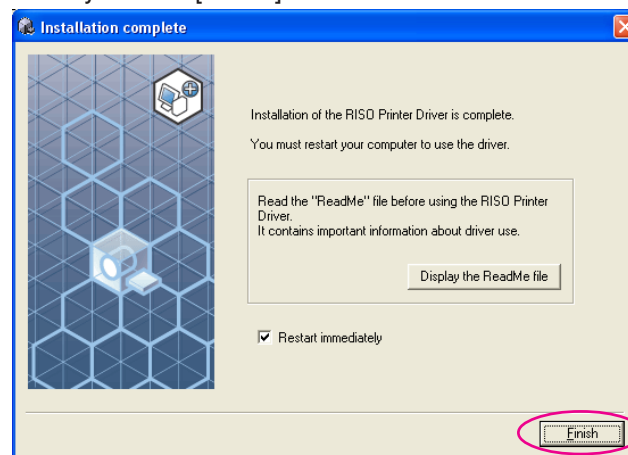 Installation complete
Installation of the RISO Printer Driver is complete.
You must restart your computer to use the driver.
Read the "ReadMe" file before using the RISO Printer
Driver.
It contains important information about driver use.
Display the ReadMe file
Restart immediately
Finish